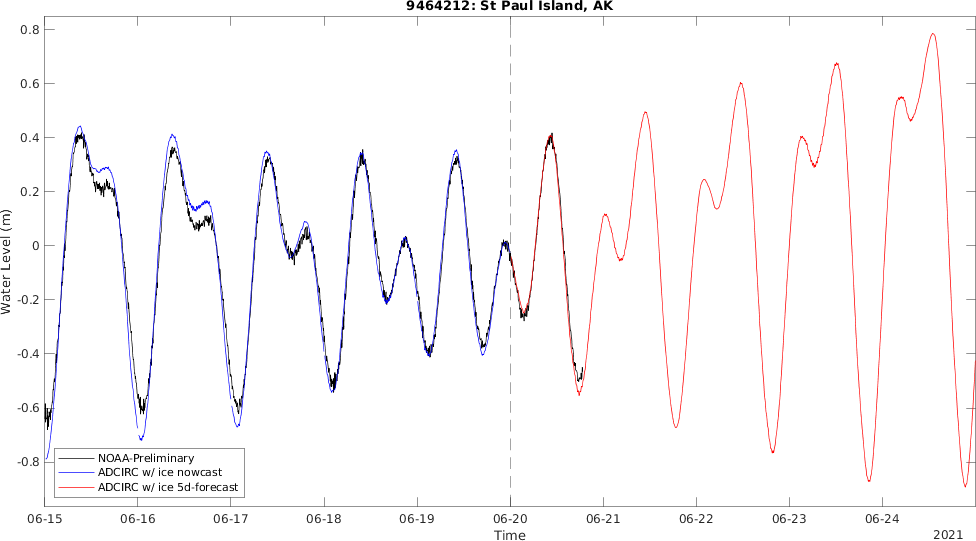 9464212: St Paul Island, AK
0.8
0.6
0.4
0.2
0
-0.2
-0.4
-0.6
-0.8
Water Level (m)
NOAA-Preliminary
ADCIRC w/ ice nowcast
ADCIRC w/ ice 5d-forecast
06-15 06-16 06-17 06-18 06-19 06-20 06-21 06-22 06-23 06-24
Time
2021